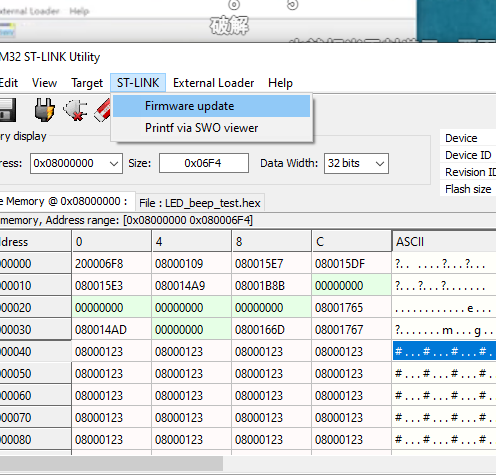 External Loader Help
破解
M32 ST-LINK Utility
Edit View Target ST-LINK External Loader Help
Firmware update
Printf via SWO viewer
ry display
ress: 0x08000000 Size: 0x06F4 Data Width: 32 bits
Device
Device ID
Revision ID
Flash size
e Memory @ 0x08000000 : File : LED_beep_test.hex
memory, Address range: [0x08000000 0x080006F4]
ddress 0 4 8 C ASCII
000000 200006F8 08000109 080015E7 080015DF ?.. ....?...?...
000010 080015E3 080014A9 08001B8B 00000000 ?...?...?.......
000020 00000000 00000000 00000000 08001765 ............e...
000030 080014AD 00000000 0800166D 08001767 ?.......m...g...
000040 08000123 08000123 08000123 08000123 #...#...#...#...
000050 08000123 08000123 08000123 08000123 #...#...#...#...
000060 08000123 08000123 08000123 08000123 #...#...#...#...
000070 08000123 08000123 08000123 08000123 #...#...#...#...
000080 08000123 08000123 08000123 08000123 #...#...#...#...